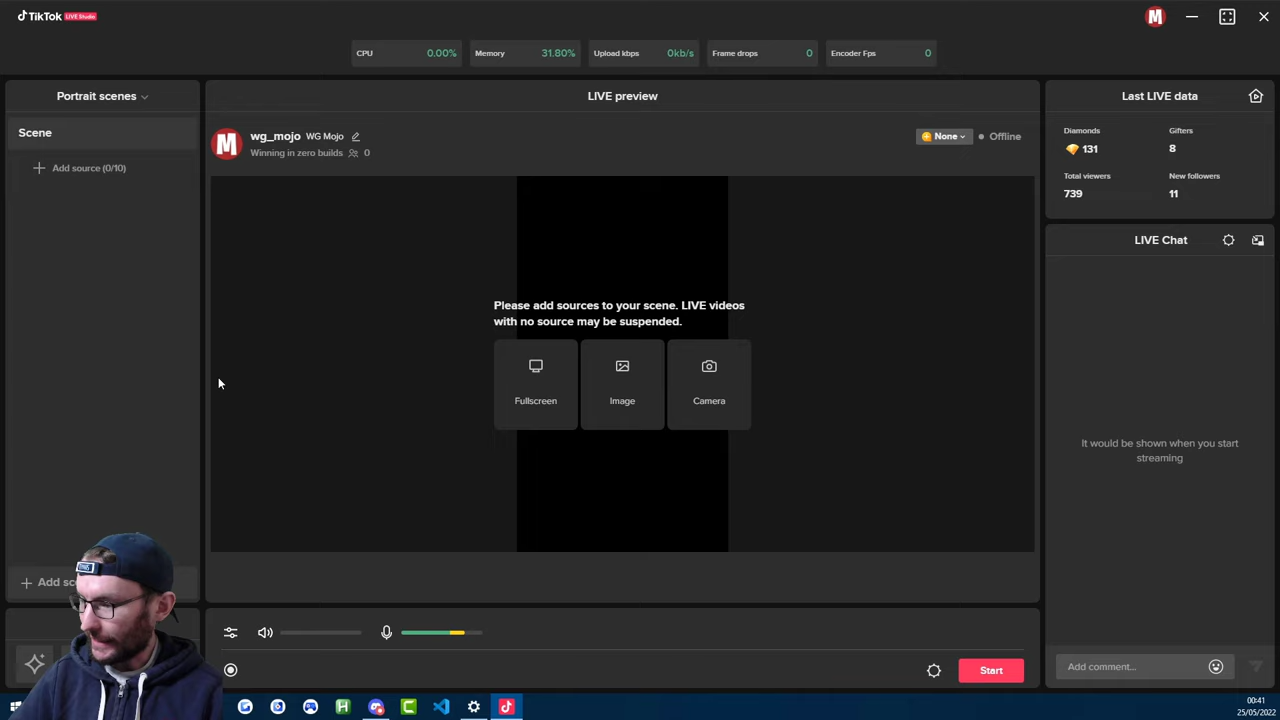 TikTok LIVE Studio
M
CPU 0.00%
Memory 31.80%
Upload kbps 0kb/s
Frame drops 0
Encoder Fps 0
Portrait scenes
LIVE preview
Last LIVE data
Scene
Add source (0/10)
M
wg_mojo WG Mojo
Winning in zero builds 0
None
Offline
Diamonds
131
Gifters
8
Total viewers
739
New followers
11
LIVE Chat
Please add sources to your scene. LIVE videos
with no source may be suspended.
Fullscreen
Image
Camera
It would be shown when you start
streaming
Add
Start
Add comment...
00:41
25/05/2022